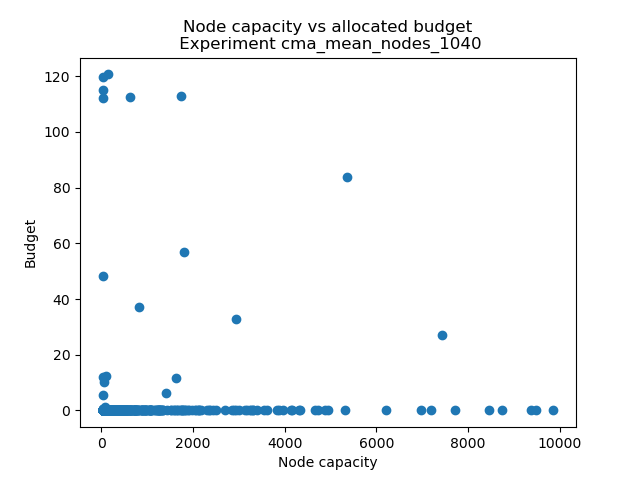 Node capacity vs allocated budget
Experiment cma_mean_nodes_1040
120
100
80
60
40
20
0
Budget
0 2000 4000 6000 8000 10000
Node capacity